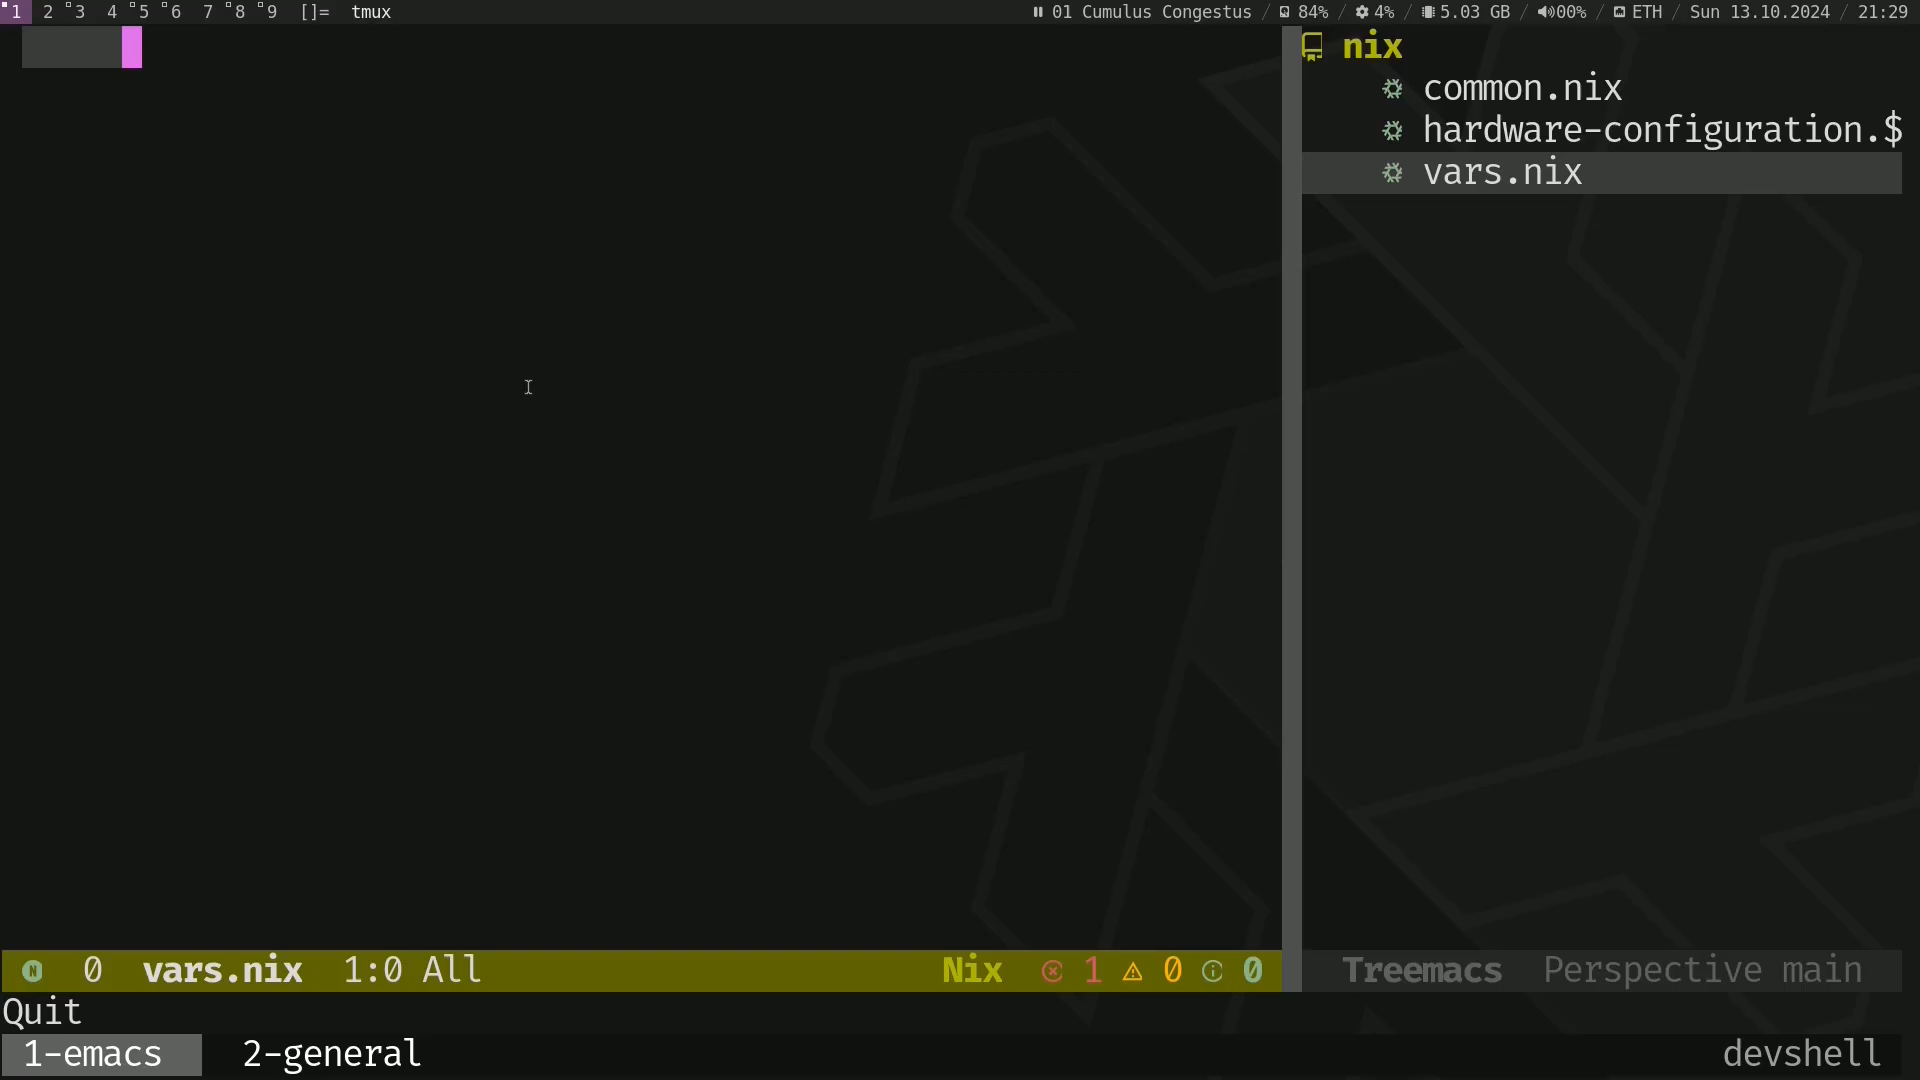 1 2 3 4 5 6 7 8 9 []= tmux 01 Cumulus Congestus / 84% / 4% / 5.03 GB / 00% / ETH / Sun 13.10.2024 / 21:29
nix
common.nix
hardware-configuration.$
vars.nix
N 0 vars.nix 1:0 All Nix 1 0 0 Treemacs Perspective main
Quit
1-emacs 2-general devshell